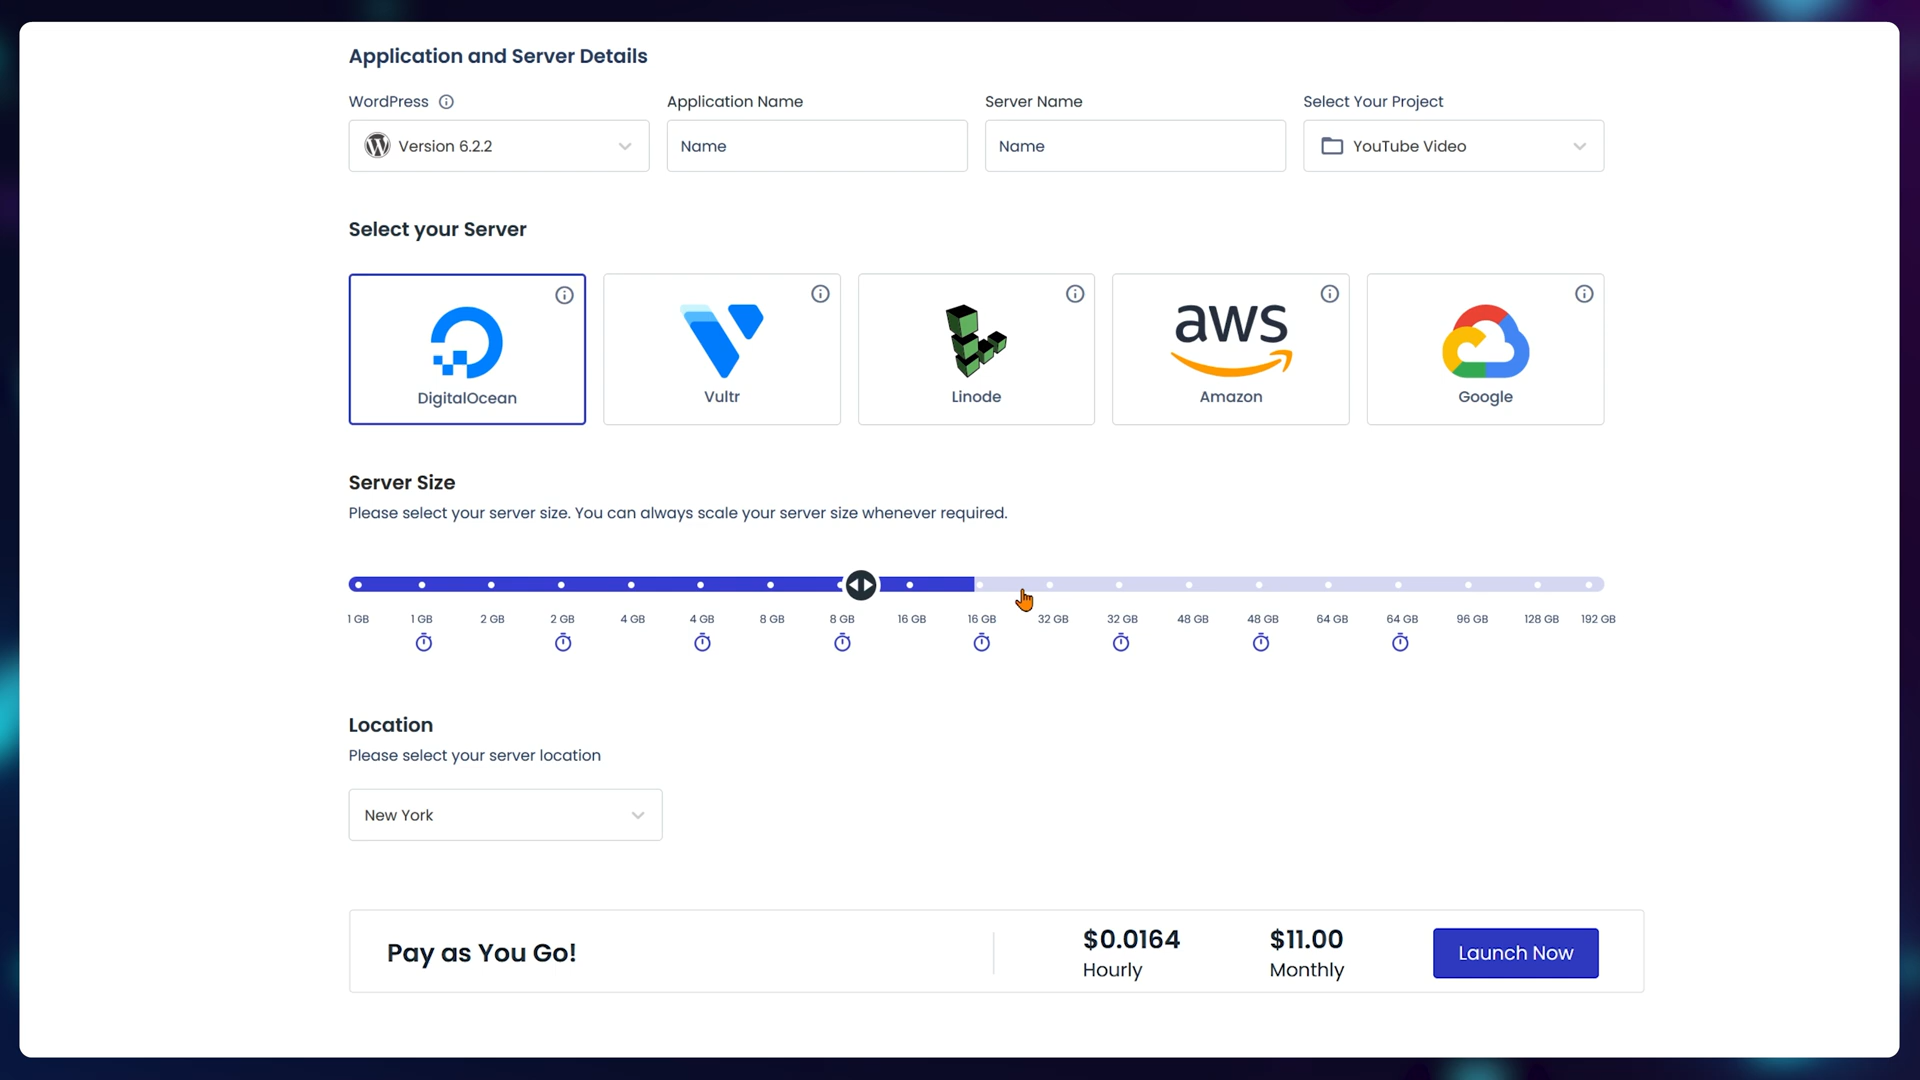 Application and Server Details
WordPress Application Name Server Name Select Your Project
Version 6.2.2 Name Name YouTube Video
Select your Server
aws
DigitalOcean Vultr Linode Amazon Google
Server Size
Please select your server size. You can always scale your server size whenever required.
1 GB 1 GB 2 GB 2 GB 4 GB 4 GB 8 GB 8 GB 16 GB 16 GB 32 GB 32 GB 48 GB 48 GB 64 GB 64 GB 96 GB 128 GB 192 GB
Location
Please select your server location
New York
Pay as You Go! $0.0164 $11.00 Launch Now
Hourly Monthly